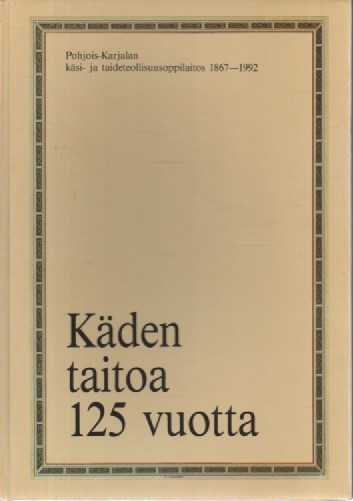 Pohjois-Karjalan
käsi- ja taideteollisuusoppilaitos 1867—1992
Käden
taitoa
125 vuotta